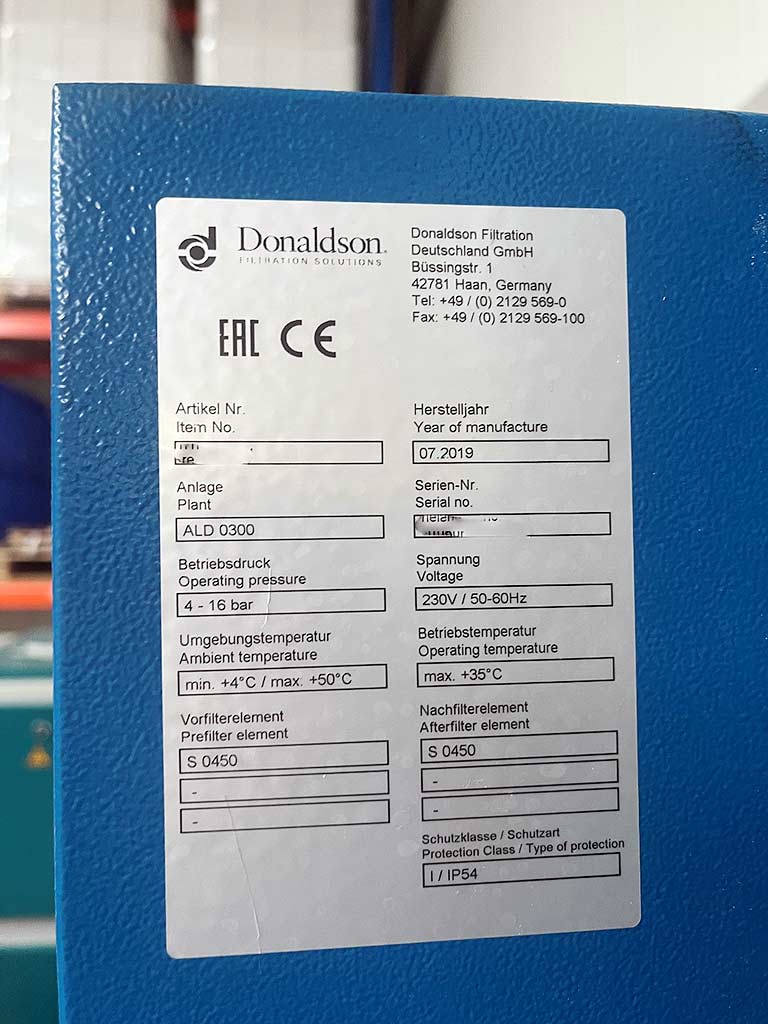 Donaldson.
FILTRATION SOLUTIONS
Donaldson Filtration
Deutschland GmbH
Büssingstr. 1
42781 Haan, Germany
Tel: +49 / (0) 2129 569-0
Fax: +49 / (0) 2129 569-100
EAC CE
Artikel Nr.
Item No.
Herstelljahr
Year of manufacture
07.2019
Anlage
Plant
ALD 0300
Serien-Nr.
Serial no.
Betriebsdruck
Operating pressure
4 - 16 bar
Spannung
Voltage
230V / 50-60Hz
Umgebungstemperatur
Ambient temperature
min. +4°C / max. +50°C
Betriebstemperatur
Operating temperature
max. +35°C
Vorfilterelement
Prefilter element
S 0450
-
-
Nachfilterelement
Afterfilter element
S 0450
-
-
Schutzklasse / Schutzart
Protection Class / Type of protection
I / IP54